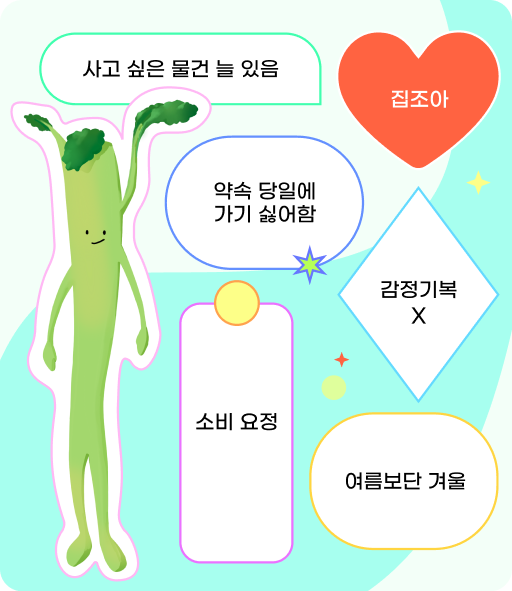 사고 싶은 물건 늘 있음
집조아
약속 당일에
가기 싫어함
감정기복
X
소비 요정
여름보단 겨울